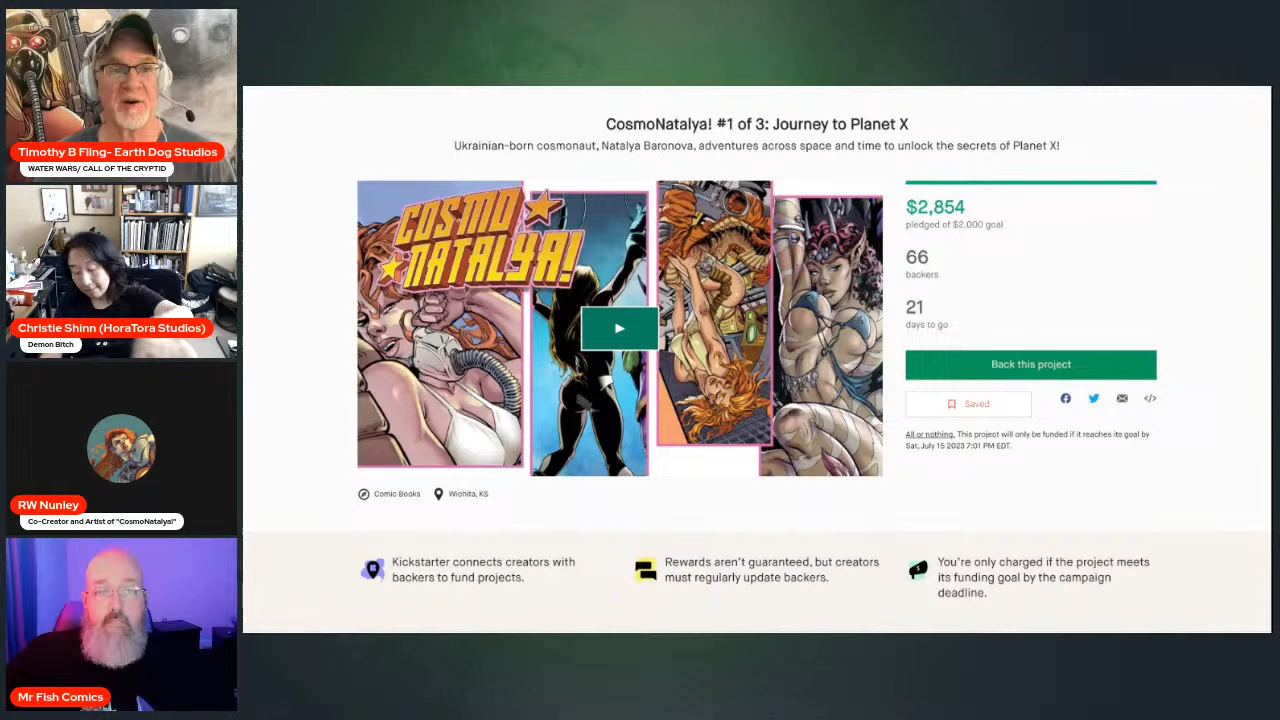 Timothy B Fling- Earth Dog Studios
WATER WARS/ CALL OF THE CRYPTID
Christie Shinn (HoraTora Studios)
Demon Bitch
RW Nunley
Co-Creator and Artist of "CosmoNatalya!"
Mr Fish Comics
CosmoNatalya! #1 of 3: Journey to Planet X
Ukrainian-born cosmonaut, Natalya Baronova, adventures across space and time to unlock the secrets of Planet X!
COSMO
NATALYA!
$2,854
pledged of $2,000 goal
66
backers
21
days to go
Back this project
Saved
All or nothing. This project will only be funded if it reaches its goal by
Sat, July 15 2023 7:01 PM EDT.
Comic Books
Wichita, KS
Kickstarter connects creators with
backers to fund projects.
Rewards aren't guaranteed, but creators
must regularly update backers.
You're only charged if the project meets
its funding goal by the campaign
deadline.